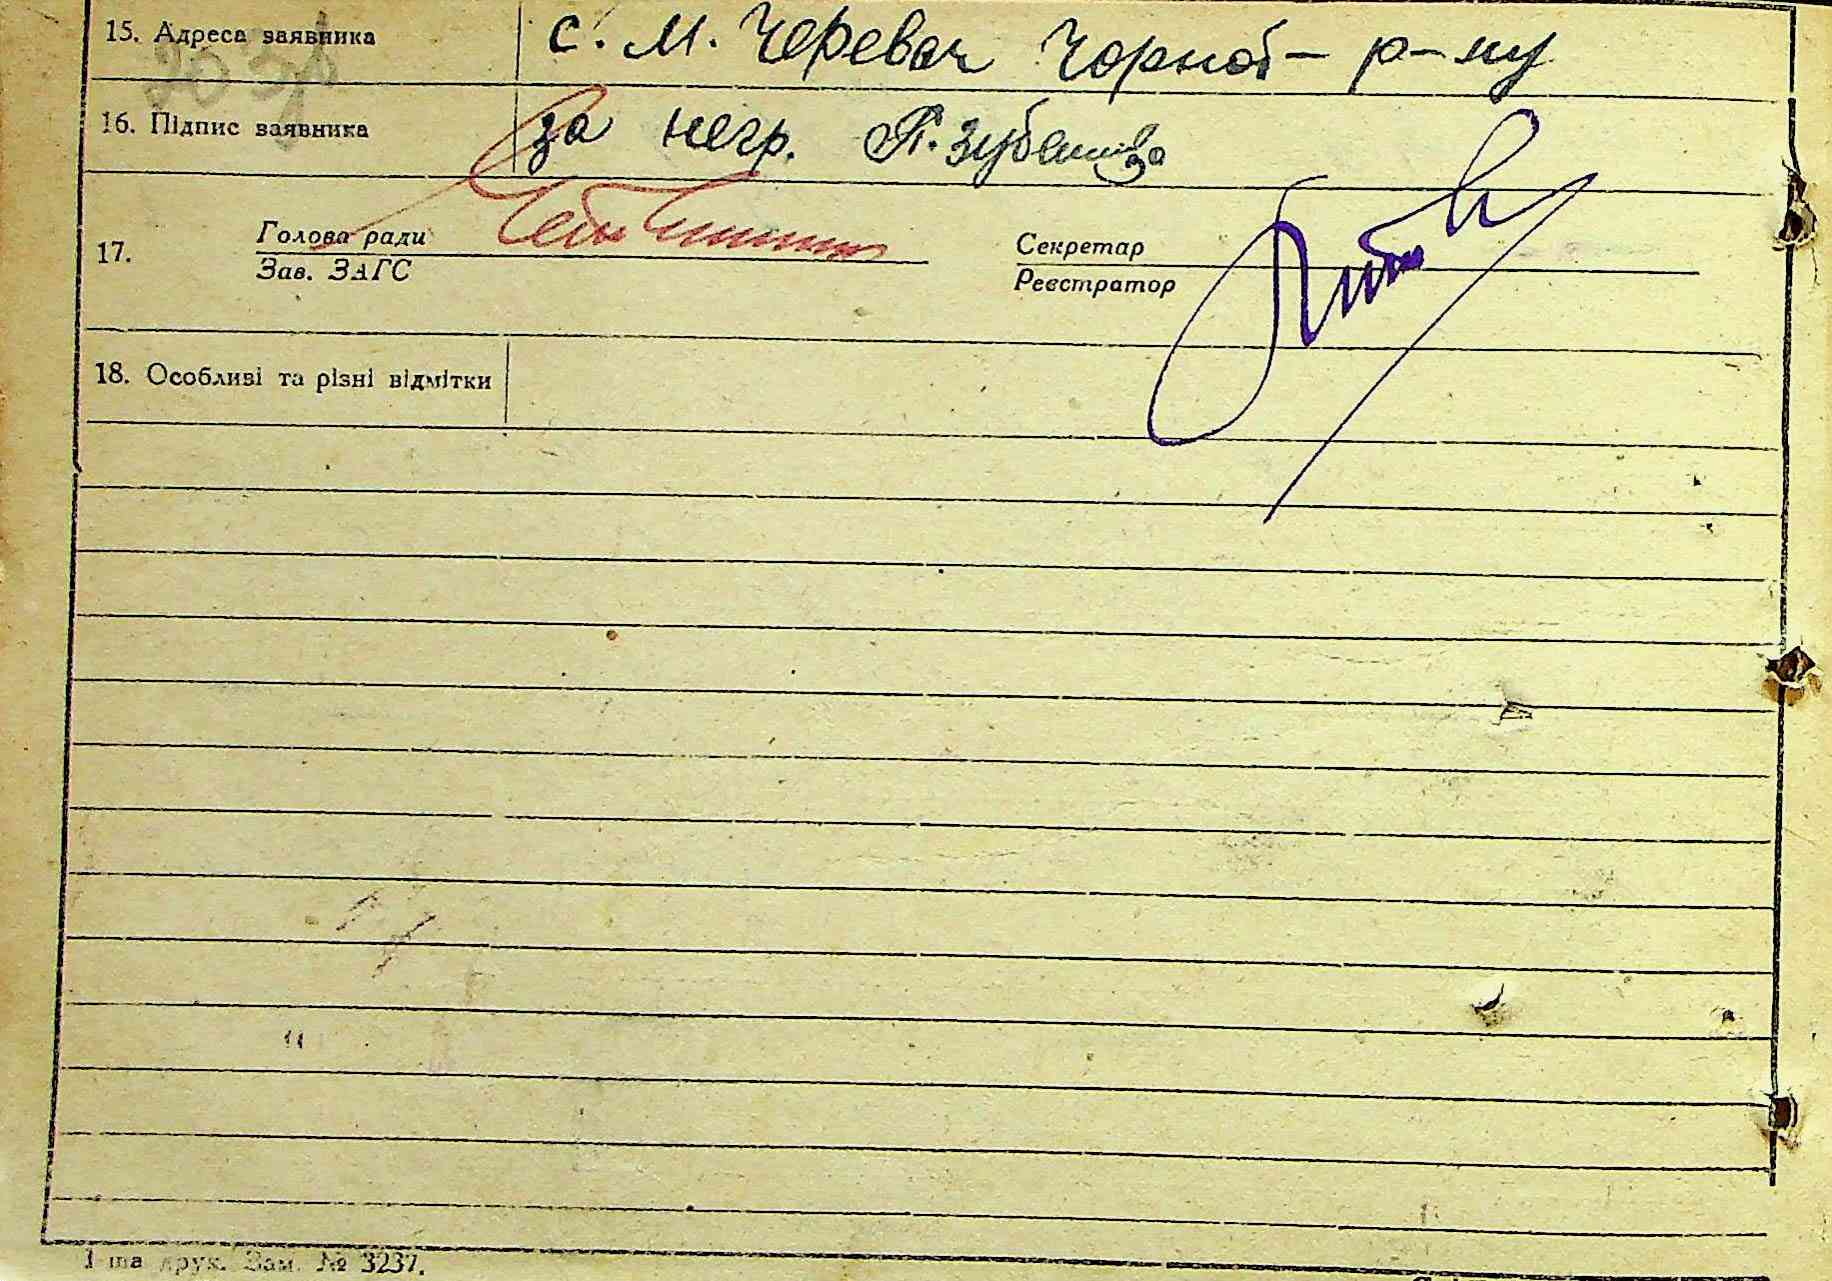 15. Адреса заявника с. М. Черевач Чорноб– р–ну
16. Підпис заявника за негр.
17. Голова ради
Зав. ЗАГС
Секретар
Реєстратор
18. Особливі та різні відмітки
1-ша друк. Зам. № 3237.